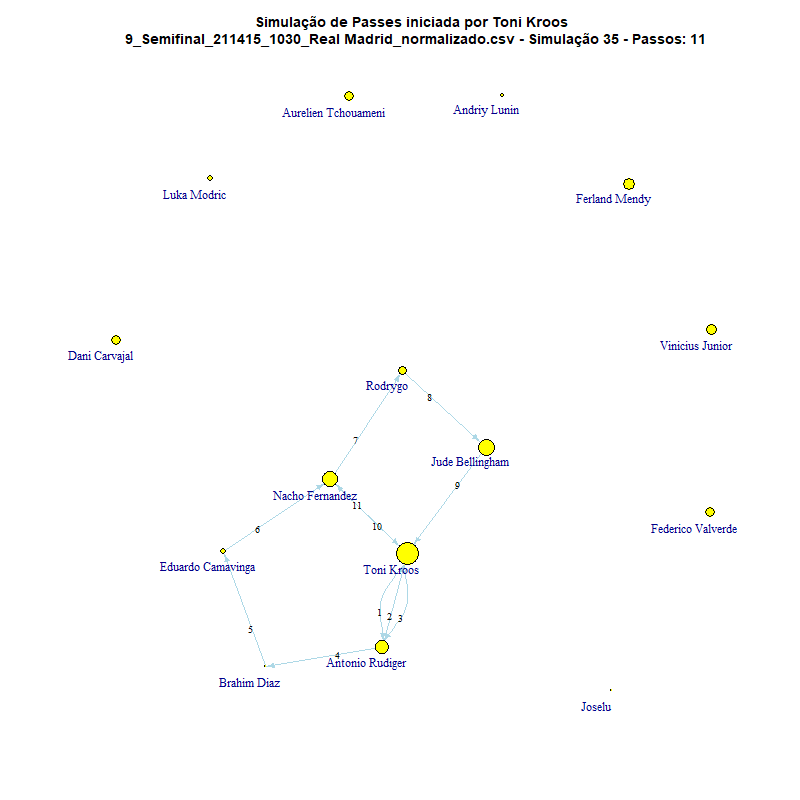 Simulação de Passes iniciada por Toni Kroos
9_Semifinal_211415_1030_Real Madrid_normalizado.csv - Simulação 35 - Passos: 11
Aurelien Tchouameni
Andriy Lunin
Luka Modric
Ferland Mendy
Dani Carvajal
Vinicius Junior
Rodrygo
8
7
Jude Bellingham
9
Nacho Fernandez
11
10
6
Federico Valverde
Eduardo Camavinga
Toni Kroos
1
2
3
5
4
Antonio Rudiger
Brahim Diaz
Joselu